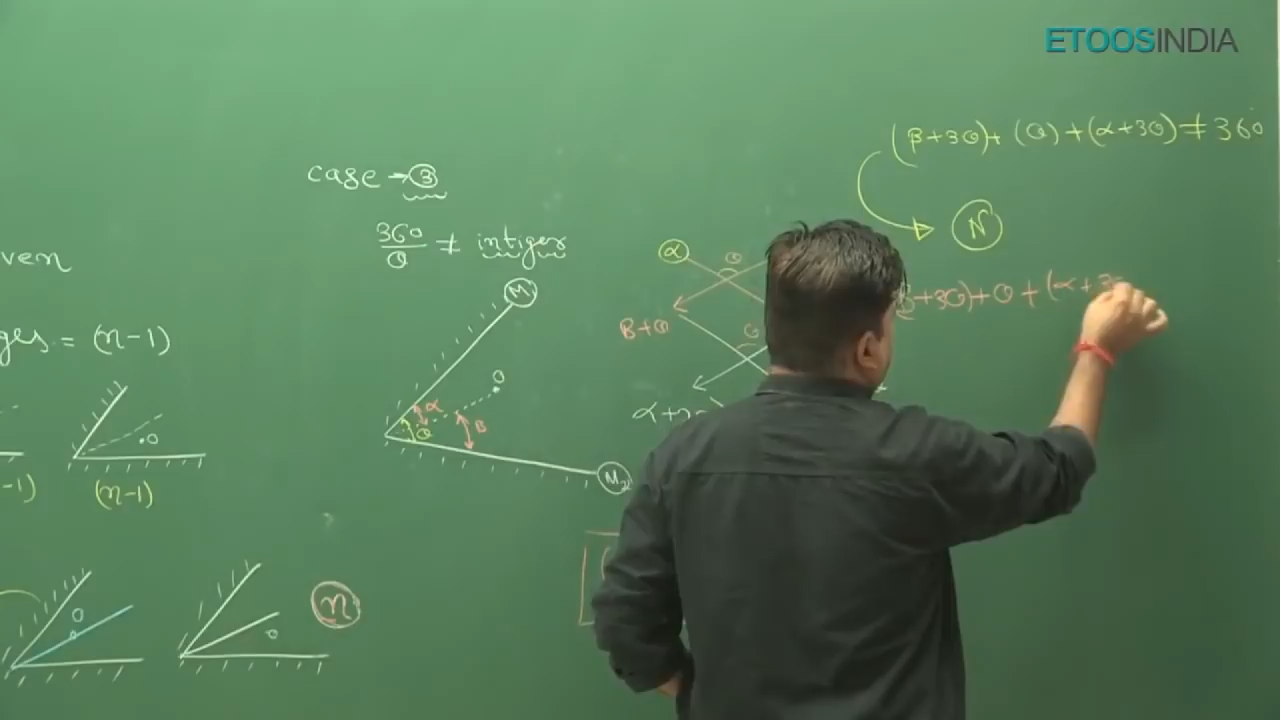 ETOOSINDIA
(β+3θ)+(θ)+(α+3θ)≠360
case→③
N
360/θ ≠ intiger
ven
α θ
M₁
+3θ)+θ+(α+3
β+θ
θ
ges = (n-1)
O
α
θ
β
O
M₂
-1)
(n-1)
O
O
n